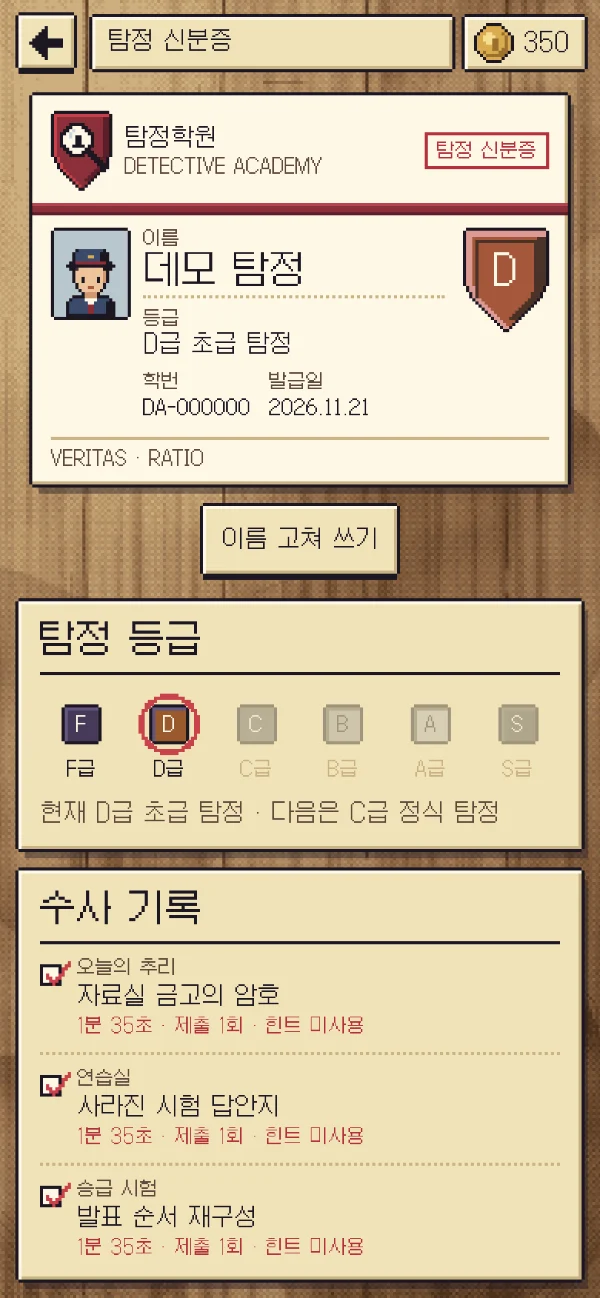 탐정 신분증
350
탐정학원
DETECTIVE ACADEMY
탐정 신분증
이름
데모 탐정
D
등급
D급 초급 탐정
학번 발급일
DA-000000 2026.11.21
VERITAS · RATIO
이름 고쳐 쓰기
탐정 등급
F D C B A S
F급 D급 C급 B급 A급 S급
현재 D급 초급 탐정 · 다음은 C급 정식 탐정
수사 기록
오늘의 추리
자료실 금고의 암호
1분 35초 · 제출 1회 · 힌트 미사용
연습실
사라진 시험 답안지
1분 35초 · 제출 1회 · 힌트 미사용
승급 시험
발표 순서 재구성
1분 35초 · 제출 1회 · 힌트 미사용